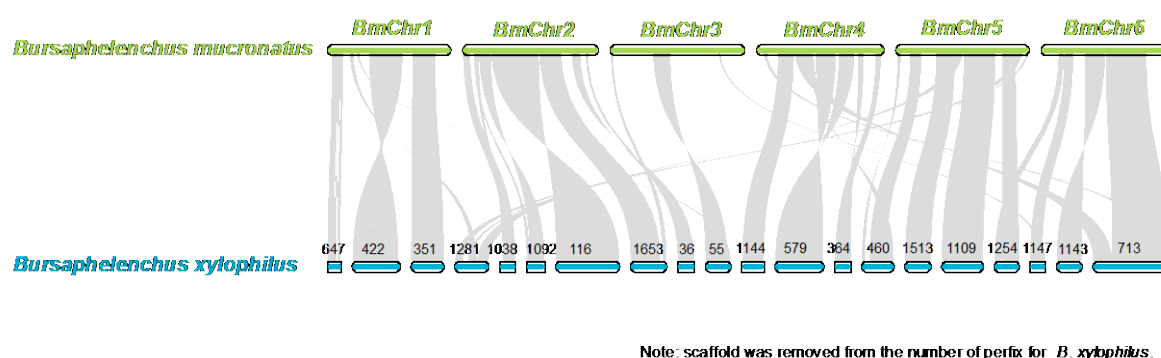 BmChr1 BmChr2 BmChr3 BmChr4 BmChr5 BmChr6
Bursaphelenchus mucronatus
647 422 351 1281 1038 1092 116 1653 36 55 1144 579 364 460 1513 1109 1254 1147 1143 713
Bursaphelenchus xylophilus
Note: scaffold was removed from the number of perfix for B. xylophilus.